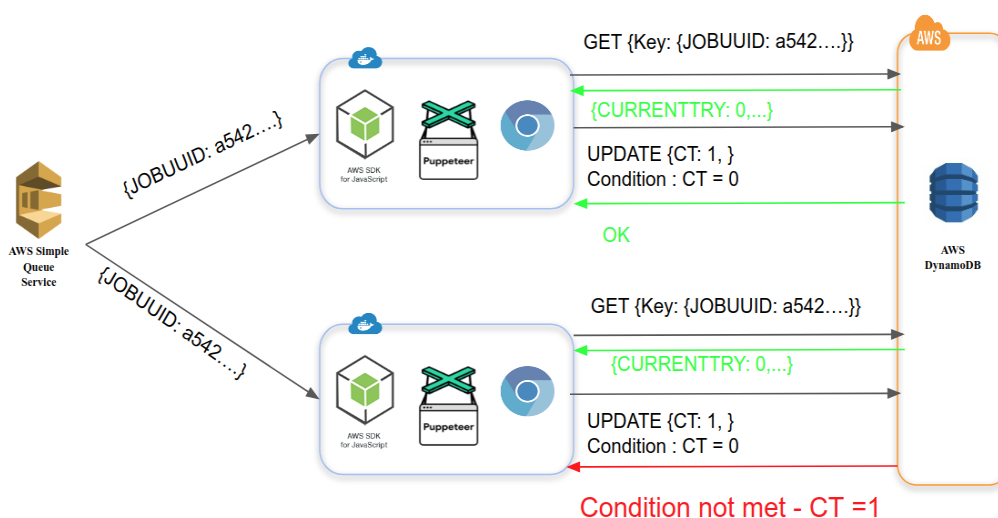 AWS
GET {Key: {JOBUUID: a542....}}
{CURRENTTRY: 0,...}
{JOBUUID: a542....}
AWS SDK
for JavaScript
Puppeteer
UPDATE {CT: 1, }
Condition : CT = 0
OK
AWS Simple
Queue
Service
AWS
DynamoDB
{JOBUUID: a542....}
GET {Key: {JOBUUID: a542....}}
{CURRENTTRY: 0,...}
AWS SDK
for JavaScript
Puppeteer
UPDATE {CT: 1, }
Condition : CT = 0
Condition not met - CT =1